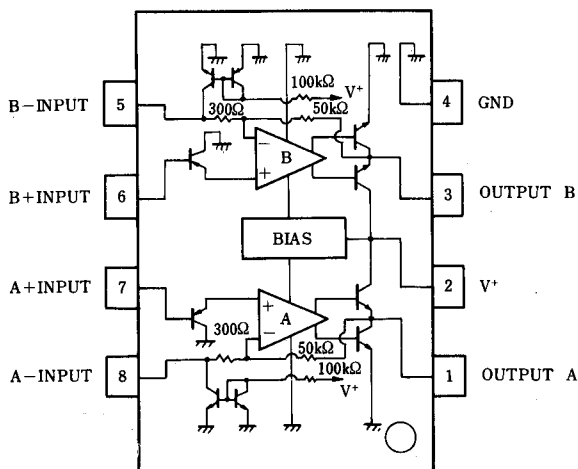 100kΩ V⁺
B−INPUT 5 300Ω 50kΩ 4 GND
− B
B+INPUT 6 + 3 OUTPUT B
BIAS
A+INPUT 7 + 2 V⁺
A
300Ω −
50kΩ
A−INPUT 8 100kΩ 1 OUTPUT A
V⁺